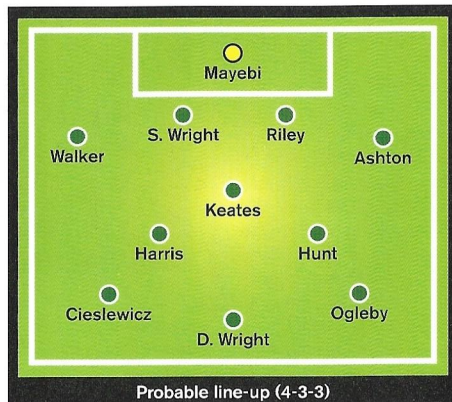 Mayebi
S. Wright Riley
Walker Ashton
Keates
Harris Hunt
Cieslewicz Ogleby
D. Wright
Probable line-up (4-3-3)